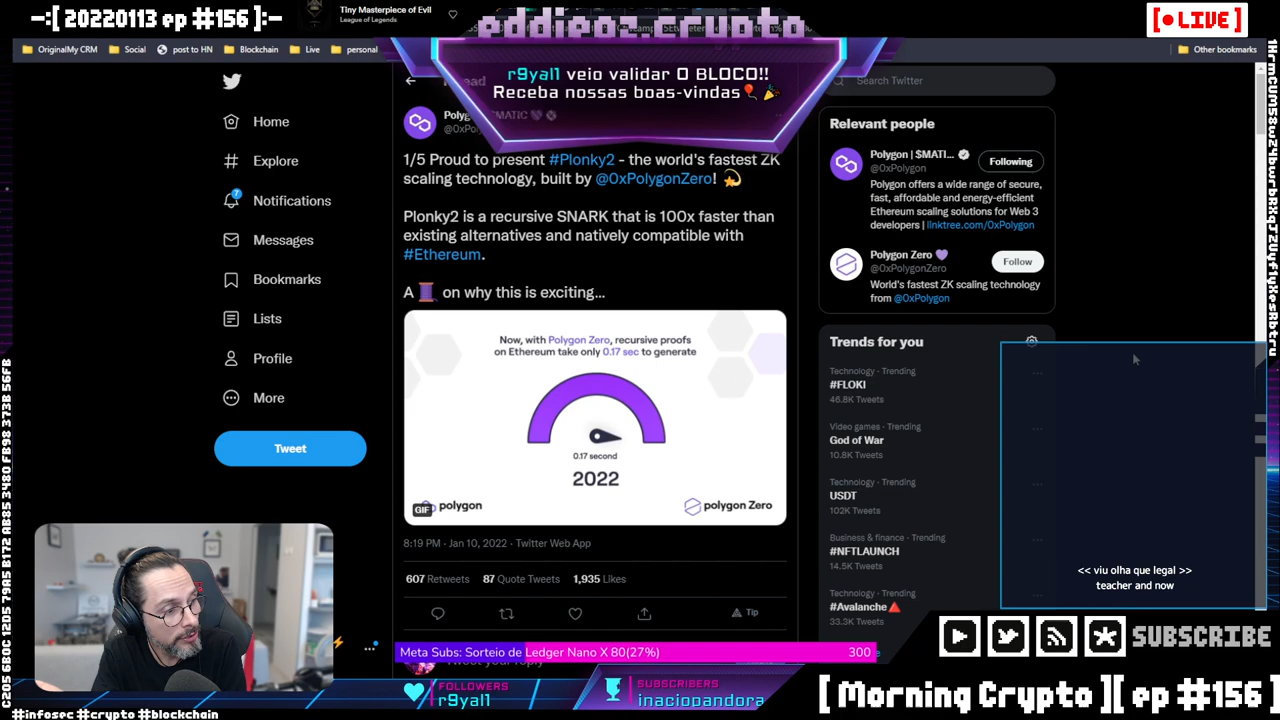 -:[ 20220113 ep #156 ]:-
Tiny Masterpiece of Evil
League of Legends
eddieoz.crypto
[ LIVE ]
OriginalMy CRM
Social
post to HN
Blockchain
Live
personal
Other bookmarks
r9yal1 veio validar O BLOCO!!
Receba nossas boas-vindas🎈🎉
Search Twitter
Home
Explore
7
Notifications
Messages
Bookmarks
Lists
Profile
More
Tweet
1/5 Proud to present #Plonky2 - the world's fastest ZK
scaling technology, built by @0xPolygonZero! 💫
Plonky2 is a recursive SNARK that is 100x faster than
existing alternatives and natively compatible with
#Ethereum.
A 🧵 on why this is exciting...
Now, with Polygon Zero, recursive proofs
on Ethereum take only 0.17 sec to generate
0.17 second
2022
GIF
polygon
polygon Zero
8:19 PM · Jan 10, 2022 · Twitter Web App
607 Retweets 87 Quote Tweets 1,935 Likes
Tip
Relevant people
Polygon | $MATI...
@0xPolygon
Following
Polygon offers a wide range of secure,
fast, affordable and energy-efficient
Ethereum scaling solutions for Web 3
developers | linktree.com/0xPolygon
Polygon Zero 💜
@0xPolygonZero
Follow
World's fastest ZK scaling technology
from @0xPolygon
Trends for you
Technology · Trending
#FLOKI
46.8K Tweets
Video games · Trending
God of War
10.8K Tweets
Technology · Trending
USDT
102K Tweets
Business & finance · Trending
#NFTLAUNCH
14.5K Tweets
Technology · Trending
#Avalanche🔺
33.3K Tweets
<< viu olha que legal >>
teacher and now
SUBSCRIBE
Meta Subs: Sorteio de Ledger Nano X 80(27%)
300
FOLLOWERS
r9yal1
SUBSCRIBERS
inaciopandora
[ Morning Crypto ][ ep #156 ]
#infosec #crypto #blockchain